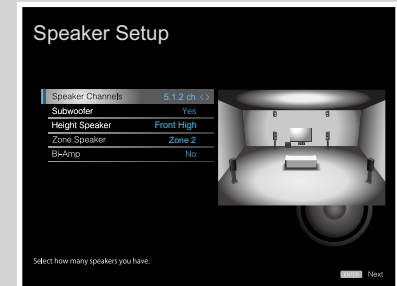 Speaker Setup
Speaker Channels 5.1.2 ch < >
Subwoofer Yes
Height Speaker Front High
Zone Speaker Zone 2
Bi-Amp No
Select how many speakers you have.
ENTER Next